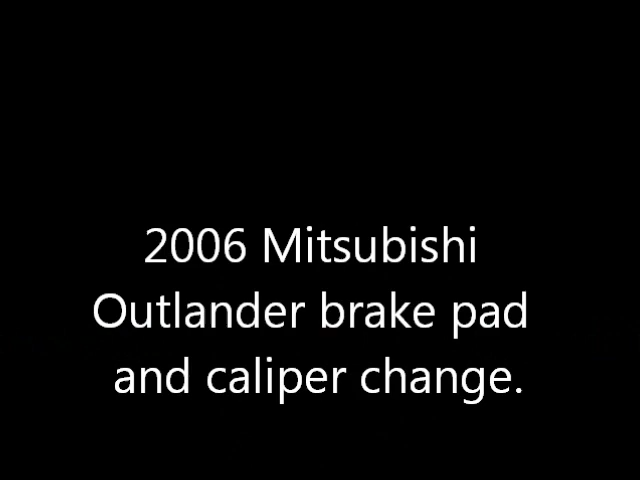 2006 Mitsubishi
Outlander brake pad
and caliper change.